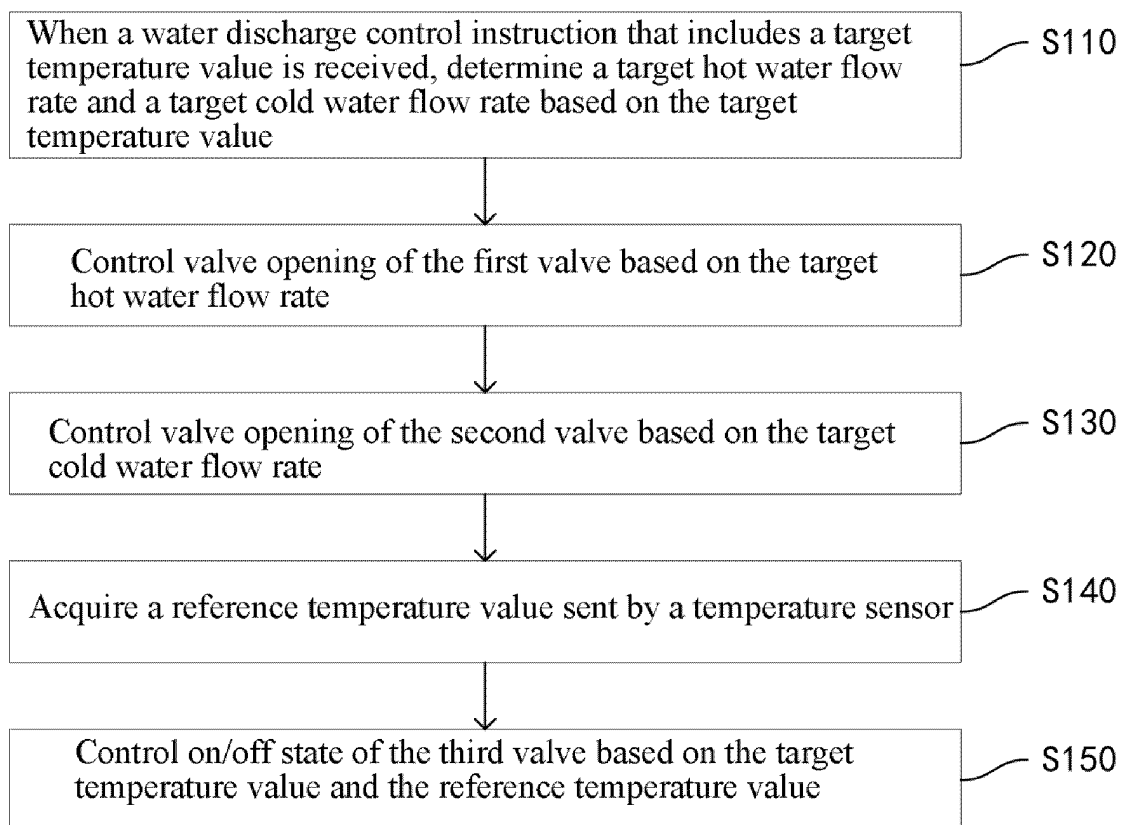 When a water discharge control instruction that includes a target
temperature value is received, determine a target hot water flow
rate and a target cold water flow rate based on the target
temperature value
S110
Control valve opening of the first valve based on the target
hot water flow rate
S120
Control valve opening of the second valve based on the target
cold water flow rate
S130
Acquire a reference temperature value sent by a temperature sensor
S140
Control on/off state of the third valve based on the target
temperature value and the reference temperature value
S150